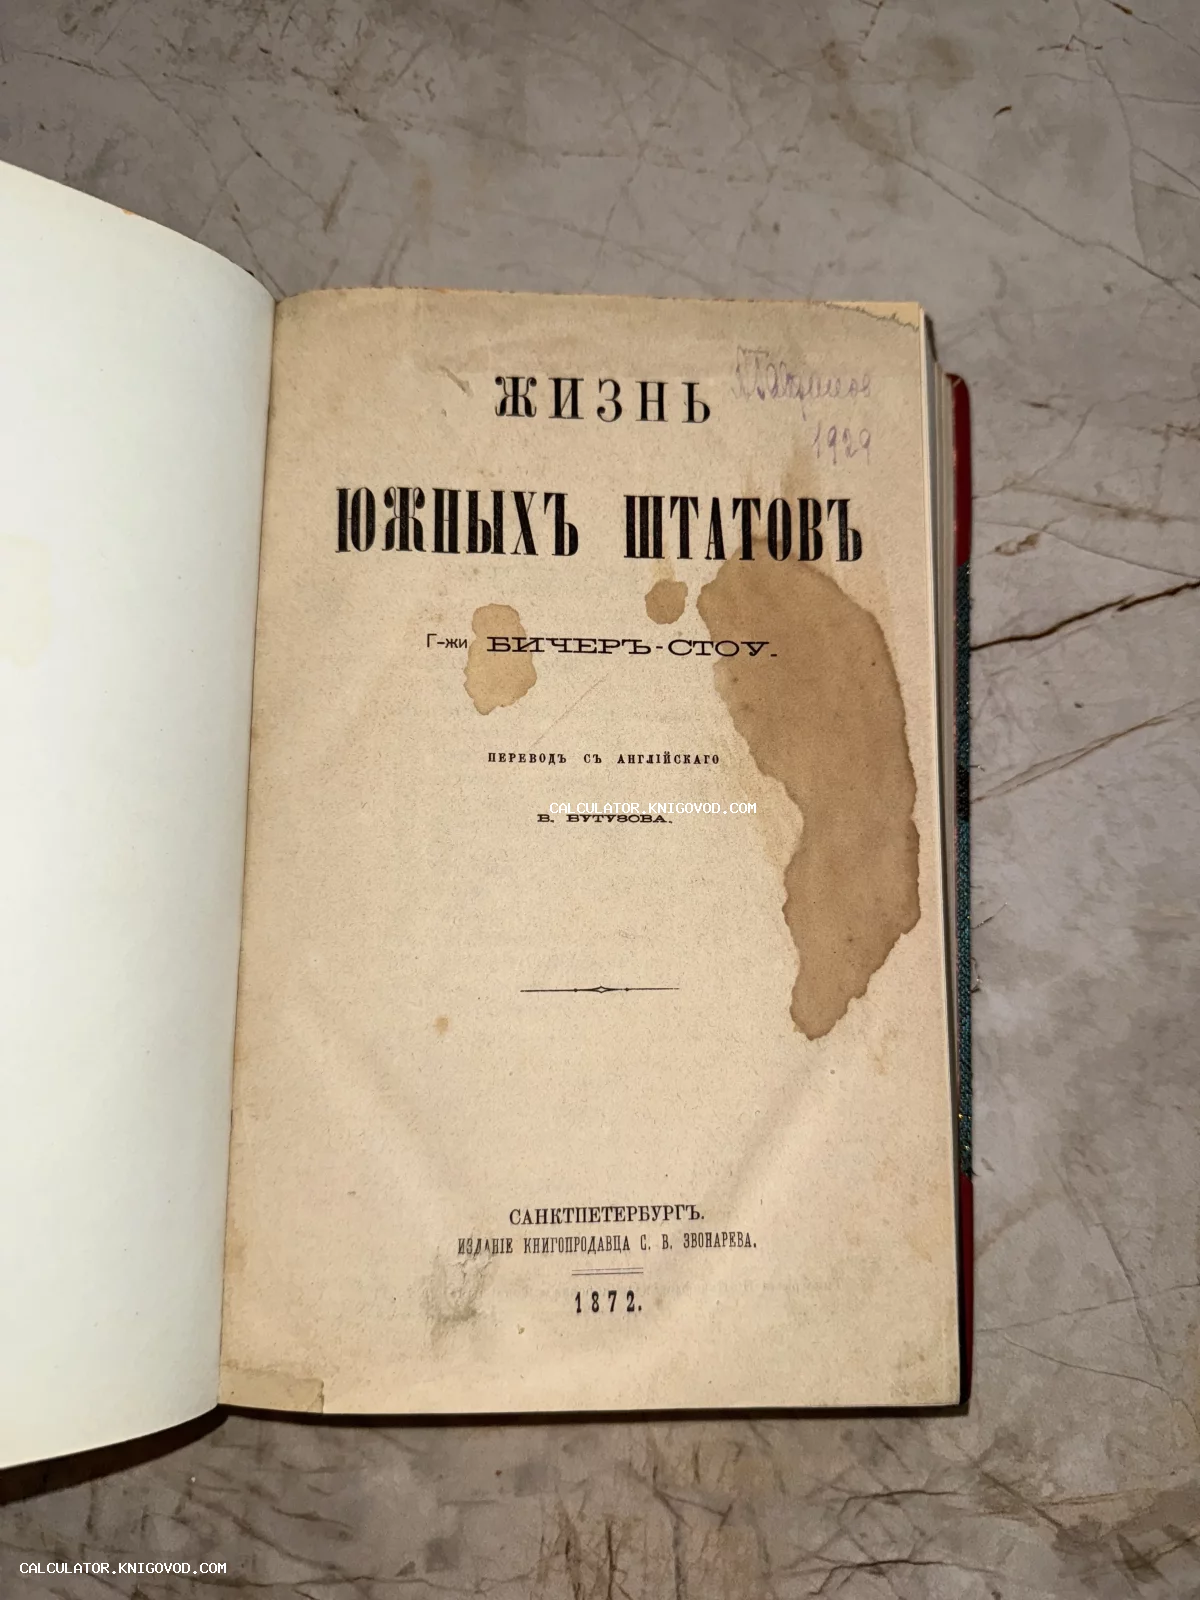 ЖИЗНЬ
1929
ЮЖНЫХЪ ШТАТОВЪ
Г-жи БИЧЕРЪ-СТОУ.
ПЕРЕВОДЪ СЪ АНГЛІЙСКАГО
CALCULATOR.KNIGOVOD.COM
В. БУТУЗОВА.
САНКТПЕТЕРБУРГЪ.
ИЗДАНІЕ КНИГОПРОДАВЦА С. В. ЗВОНАРЕВА.
1872.
CALCULATOR.KNIGOVOD.COM